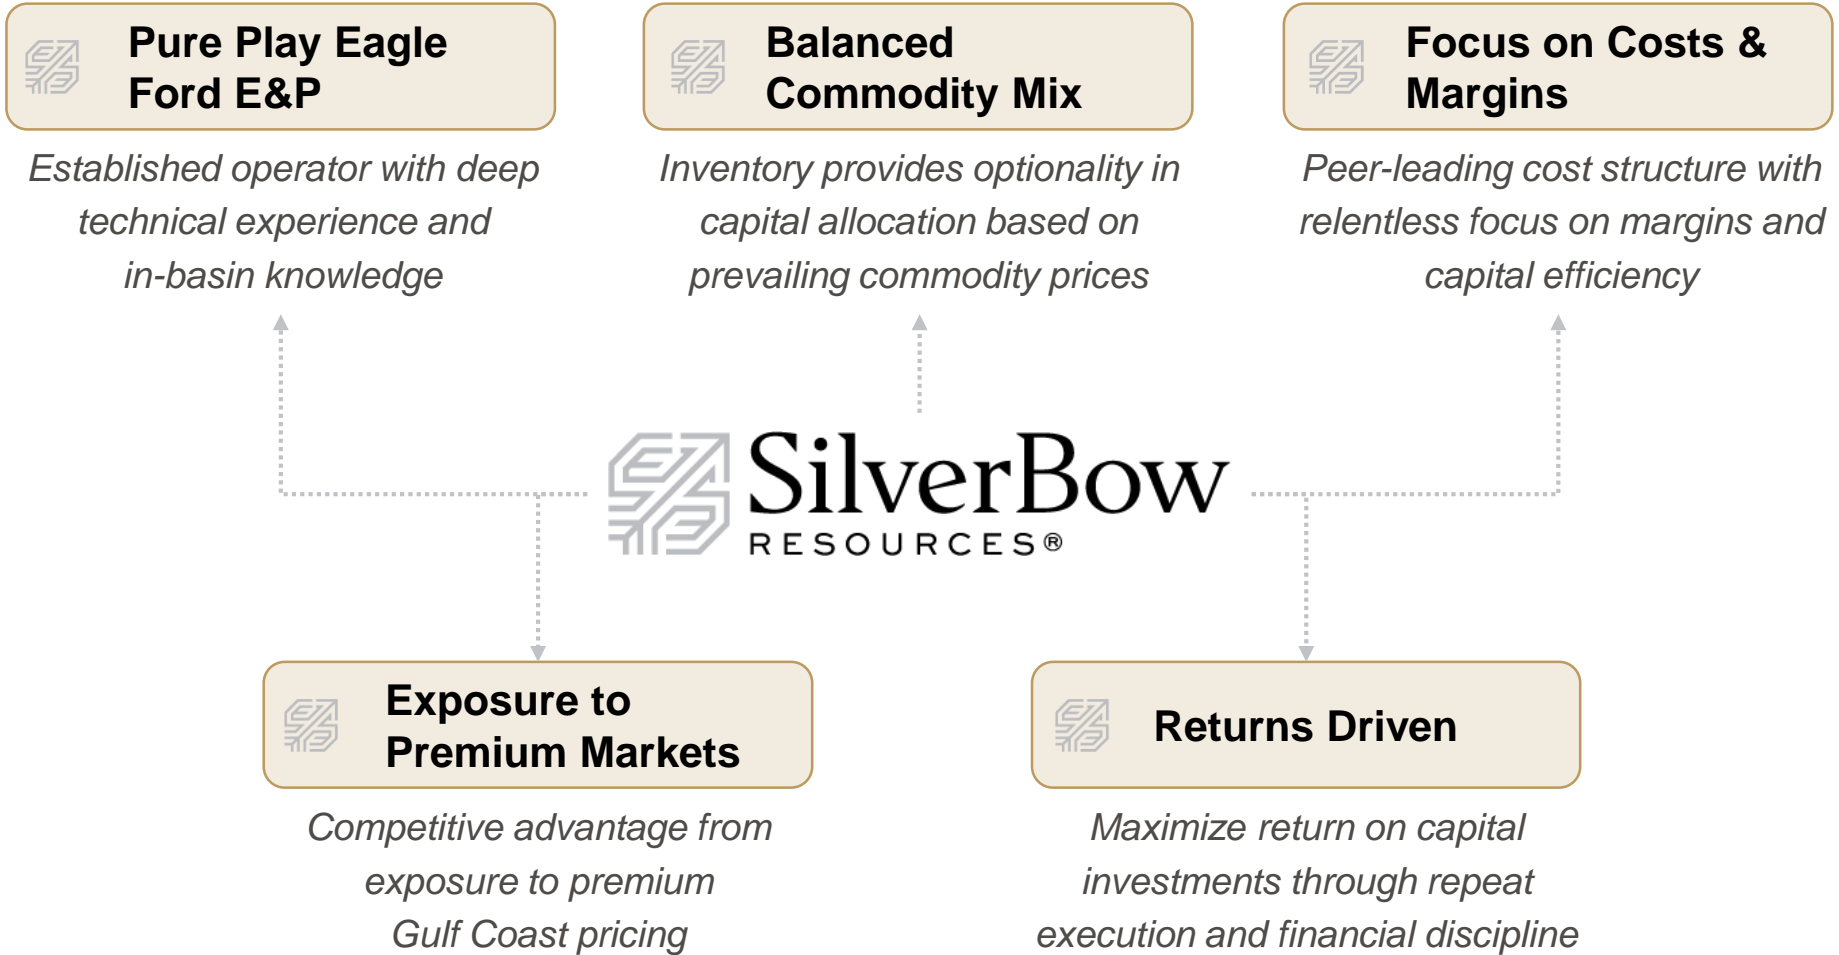 Pure Play Eagle
Ford E&P
Established operator with deep
technical experience and
in-basin knowledge
Balanced
Commodity Mix
Inventory provides optionality in
capital allocation based on
prevailing commodity prices
Focus on Costs &
Margins
Peer-leading cost structure with
relentless focus on margins and
capital efficiency
SilverBow
RESOURCES®
Exposure to
Premium Markets
Competitive advantage from
exposure to premium
Gulf Coast pricing
Returns Driven
Maximize return on capital
investments through repeat
execution and financial discipline